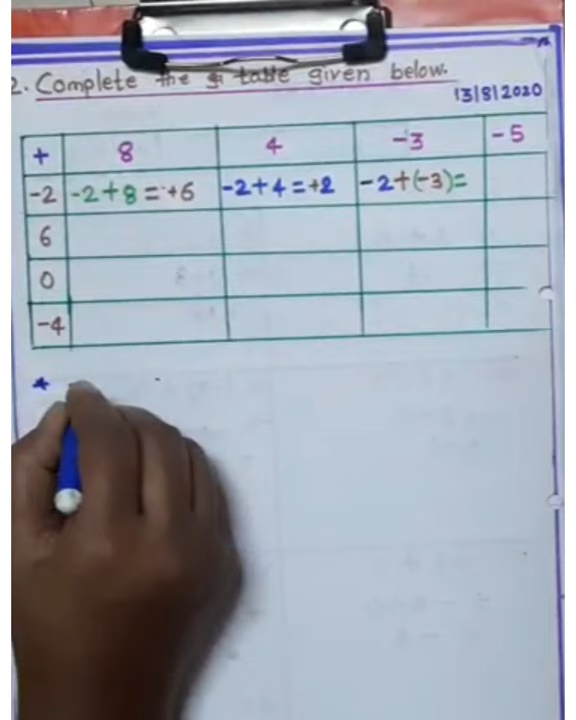 2. Complete the table given below.
13/8/2020
+ 8 4 -3 -5
-2 -2+8=+6 -2+4=+2 -2+(-3)=
6
0
-4
*